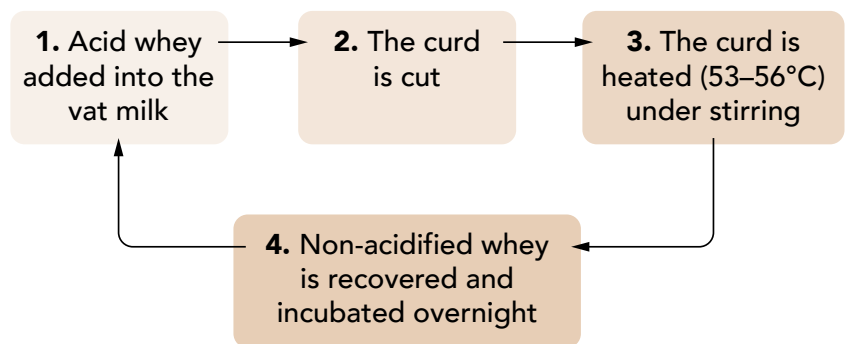 1. Acid whey
added into the
vat milk
2. The curd
is cut
3. The curd is
heated (53–56°C)
under stirring
4. Non-acidified whey
is recovered and
incubated overnight